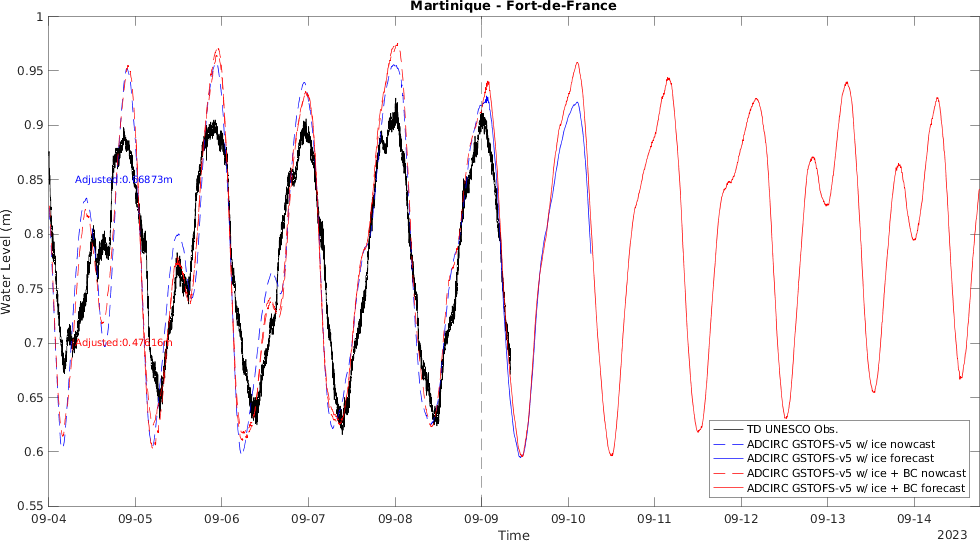 Martinique - Fort-de-France
1
0.95
0.9
0.85
0.8
0.75
0.7
0.65
0.6
0.55
Water Level (m)
Adjusted:0.56873m
Adjusted:0.47616m
TD UNESCO Obs.
ADCIRC GSTOFS-v5 w/ ice nowcast
ADCIRC GSTOFS-v5 w/ ice forecast
ADCIRC GSTOFS-v5 w/ ice + BC nowcast
ADCIRC GSTOFS-v5 w/ ice + BC forecast
09-04 09-05 09-06 09-07 09-08 09-09 09-10 09-11 09-12 09-13 09-14
Time
2023